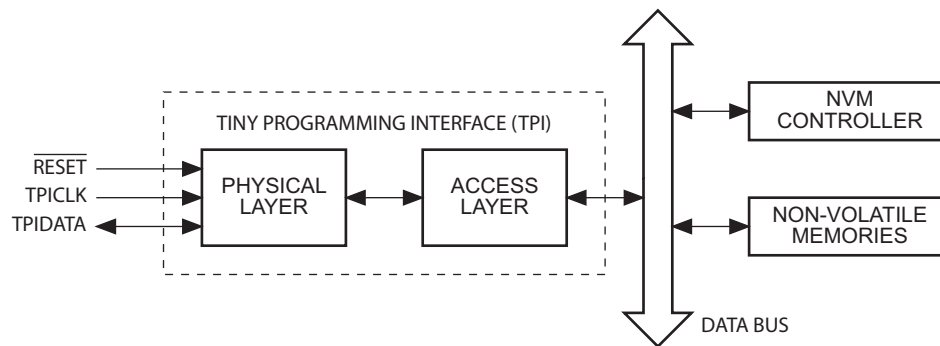 TINY PROGRAMMING INTERFACE (TPI)
RESET
TPICLK
TPIDATA
PHYSICAL
LAYER
ACCESS
LAYER
NVM
CONTROLLER
NON-VOLATILE
MEMORIES
DATA BUS